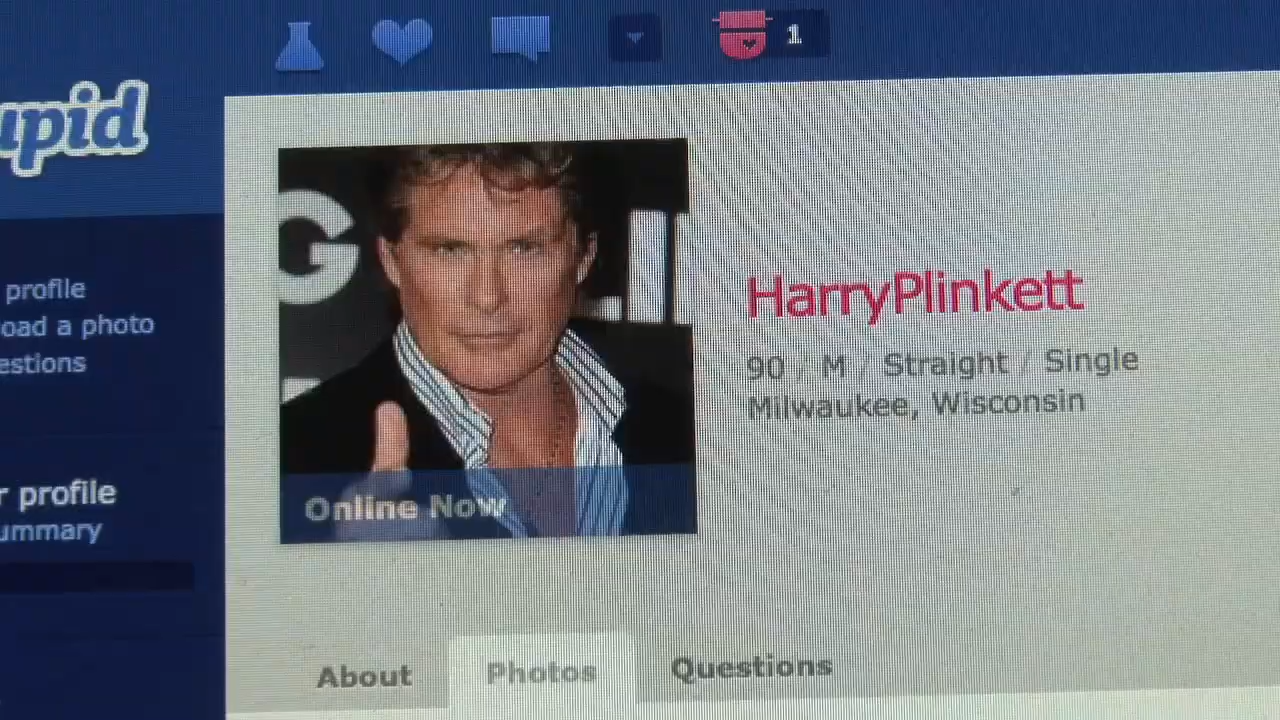 1
upid
profile
oad a photo
estions
r profile
ummary
G
LI
HarryPlinkett
90 / M / Straight / Single
Milwaukee, Wisconsin
Online Now
About
Photos
Questions